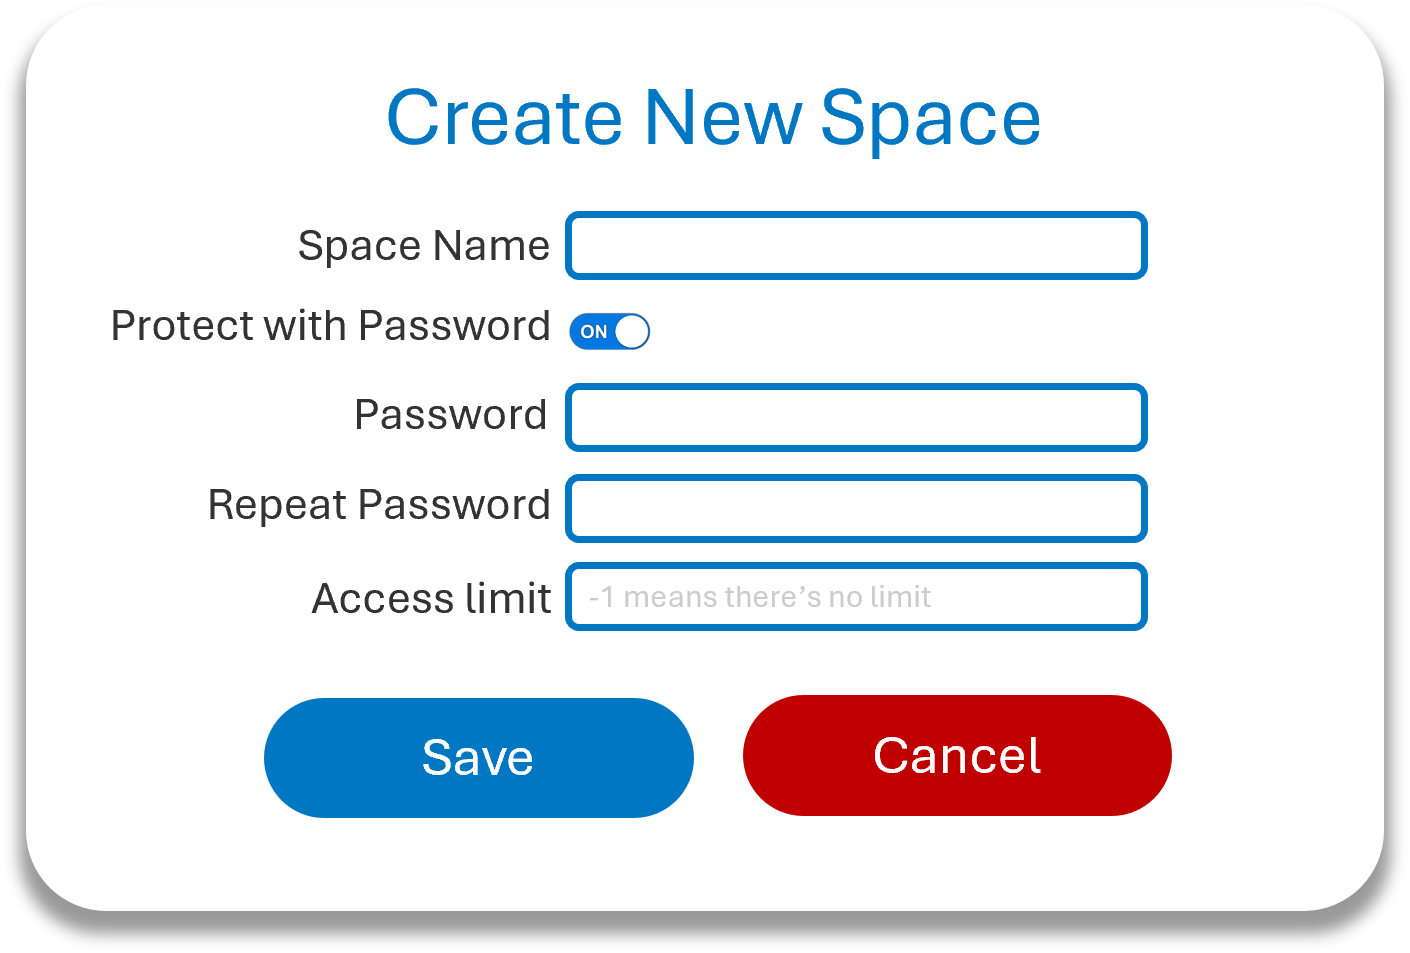 Create New Space
Space Name
Protect with Password ON
Password
Repeat Password
Access limit -1 means there’s no limit
Save Cancel